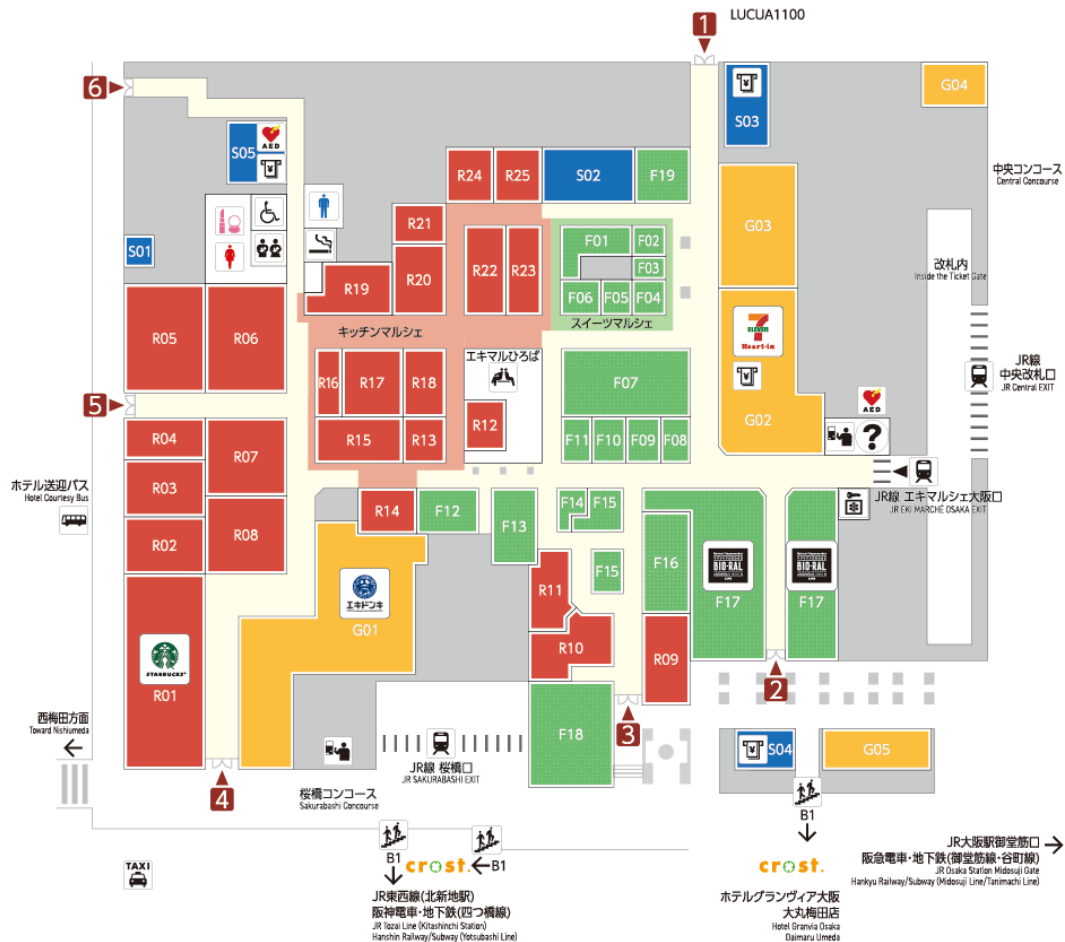 LUCUA1100
1
6
G04
S03
S05
AED
R24
R25
S02
F19
中央コンコース
Central Concourse
G03
R21
F01
F02
S01
R20
R22
R23
F03
改札内
Inside the Ticket Gate
R19
F06
F05
F04
R05
R06
キッチンマルシェ
スイーツマルシェ
7
ELEVEN
Heart-in
エキマルひろば
JR線
中央改札口
JR Central EXIT
R16
R17
R18
F07
5
AED
R12
G02
?
R04
R15
R13
F11
F10
F09
F08
R07
R03
ホテル送迎バス
Hotel Courtesy Bus
JR線 エキマルシェ大阪口
JR EKI MARCHÉ OSAKA EXIT
R14
F12
F13
F14
F15
R02
R08
F16
BIO-RAL
BIO-RAL
F15
F17
F17
エキドンキ
G01
R11
R10
R09
STARBUCKS
R01
2
西梅田方面
Toward Nishiumeda
3
F18
JR線 桜橋口
JR SAKURABASHI EXIT
S04
G05
4
桜橋コンコース
Sakurabashi Concourse
B1
B1
crost.
B1
TAXI
crost.
JR大阪駅御堂筋口
阪急電車・地下鉄(御堂筋線・谷町線)
JR Osaka Station Midosuji Gate
Hankyu Railway/Subway (Midosuji Line/Tanimachi Line)
JR東西線(北新地駅)
阪神電車・地下鉄(四つ橋線)
JR Tozai Line (Kitashinchi Station)
Hanshin Railway/Subway (Yotsubashi Line)
ホテルグランヴィア大阪
大丸梅田店
Hotel Granvia Osaka
Daimaru Umeda